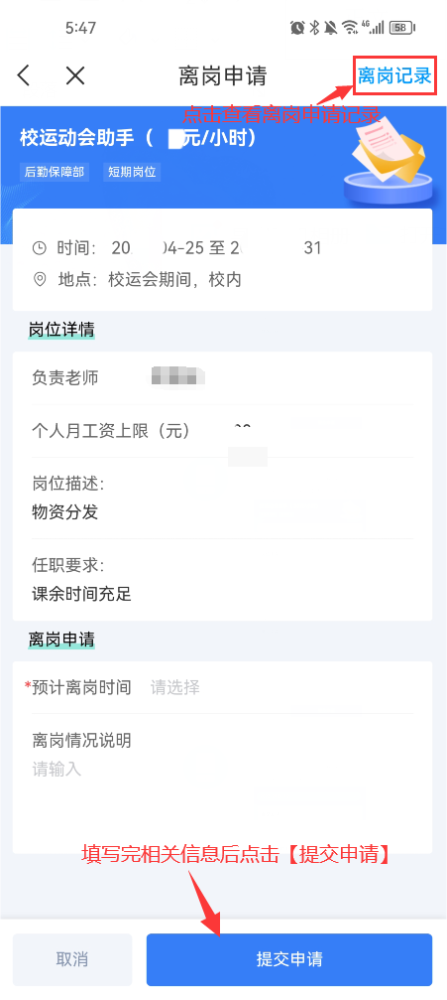 5:47
4G
58
离岗申请
离岗记录
点击查看离岗申请记录
校运动会助手（ 元/小时）
后勤保障部 短期岗位
时间： 20 04-25 至 2 31
地点：校运会期间，校内
岗位详情
负责老师
个人月工资上限（元）
岗位描述：
物资分发
任职要求：
课余时间充足
离岗申请
*预计离岗时间 请选择
离岗情况说明
请输入
填写完相关信息后点击【提交申请】
取消
提交申请